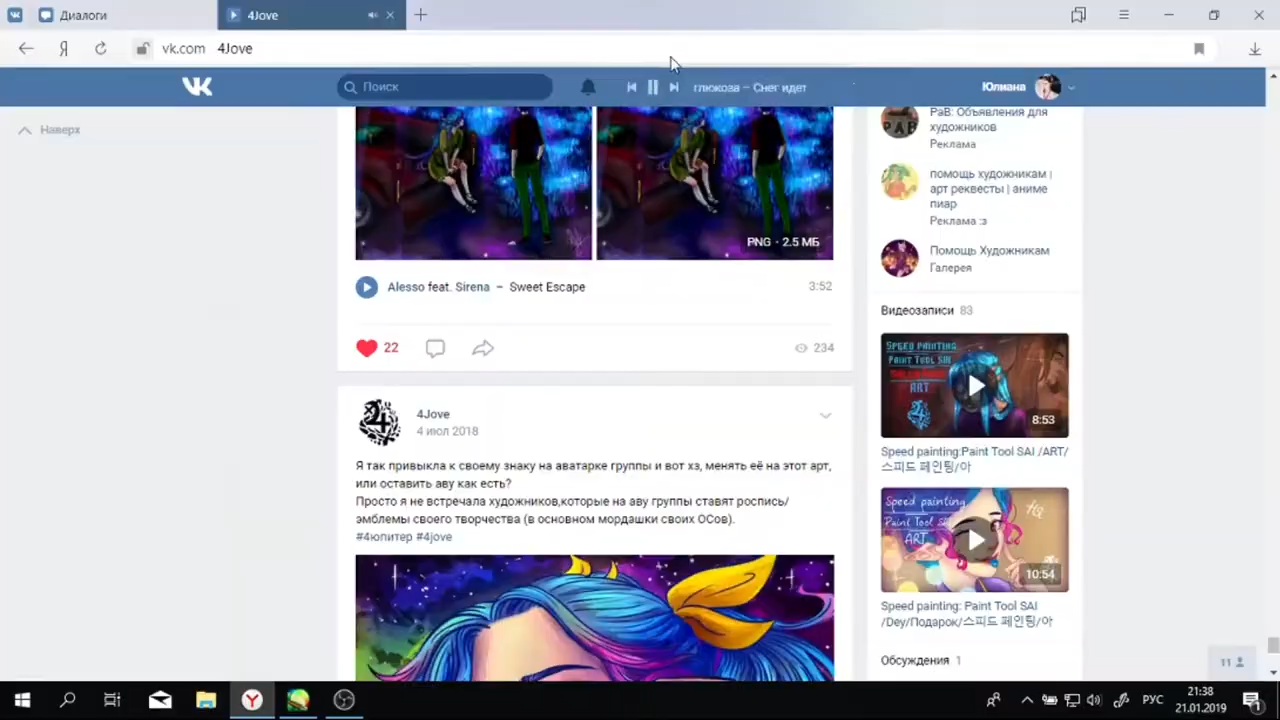 Диалоги
4Jove
Я
vk.com 4Jove
Поиск
глюкоза – Снег идет
Юлиана
Наверх
PNG · 2.5 МБ
Alesso feat. Sirena – Sweet Escape
3:52
22
234
4Jove
4 июл 2018
Я так привыкла к своему знаку на аватарке группы и вот хз, менять её на этот арт,
или оставить аву как есть?
Просто я не встречала художников,которые на аву группы ставят роспись/
эмблемы своего творчества (в основном мордашки своих ОСов).
#4юпитер #4jove
РаВ: Объявления для
художников
Реклама
помощь художникам |
арт реквесты | аниме
пиар
Реклама :з
Помощь Художникам
Галерея
Видеозаписи 83
SPEED PAINTING
PAINT TOOL SAI
ART
8:53
Speed painting:Paint Tool SAI /ART/
스피드 페인팅/아
Speed painting
Paint Tool SAI
ART
10:54
Speed painting: Paint Tool SAI
/Dey/Подарок/스피드 페인팅/아
Обсуждения 1
11
РУС
21:38
21.01.2019
1